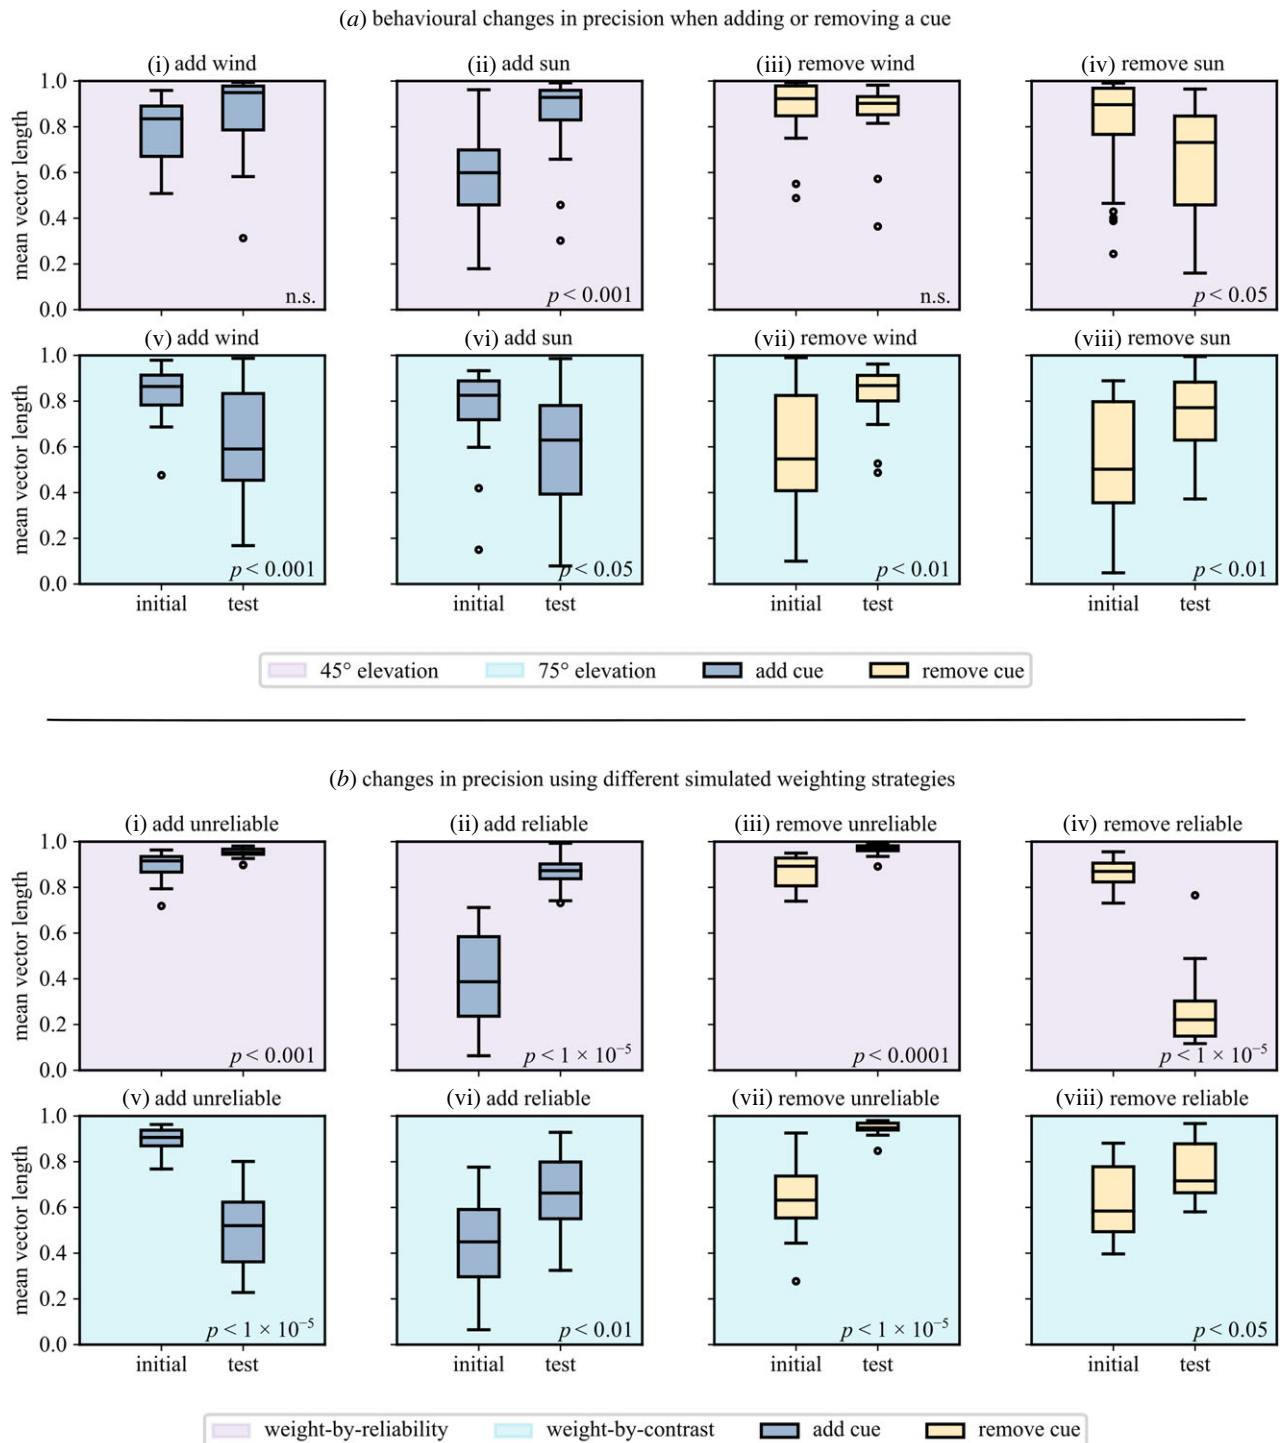 (a) behavioural changes in precision when adding or removing a cue
(i) add wind (ii) add sun (iii) remove wind (iv) remove sun
mean vector length
1.0
0.8
0.6
0.4
0.2
0.0
n.s. p < 0.001 n.s. p < 0.05
(v) add wind (vi) add sun (vii) remove wind (viii) remove sun
mean vector length
1.0
0.8
0.6
0.4
0.2
0.0
p < 0.001 p < 0.05 p < 0.01 p < 0.01
initial test initial test initial test initial test
45° elevation 75° elevation add cue remove cue
(b) changes in precision using different simulated weighting strategies
(i) add unreliable (ii) add reliable (iii) remove unreliable (iv) remove reliable
mean vector length
1.0
0.8
0.6
0.4
0.2
0.0
p < 0.001 p < 1 × 10⁻⁵ p < 0.0001 p < 1 × 10⁻⁵
(v) add unreliable (vi) add reliable (vii) remove unreliable (viii) remove reliable
mean vector length
1.0
0.8
0.6
0.4
0.2
0.0
p < 1 × 10⁻⁵ p < 0.01 p < 1 × 10⁻⁵ p < 0.05
initial test initial test initial test initial test
weight-by-reliability weight-by-contrast add cue remove cue